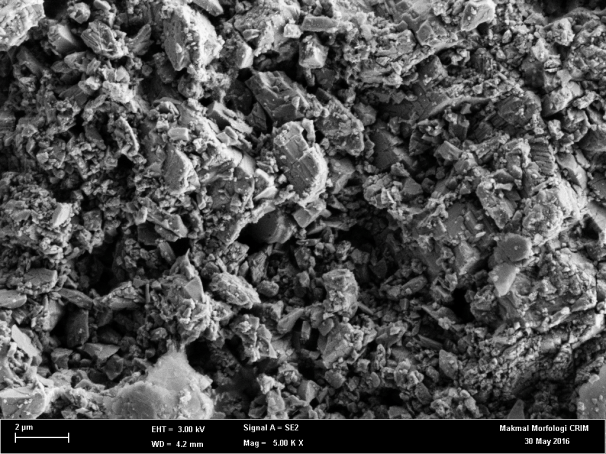 2 µm
EHT = 3.00 kV
WD = 4.2 mm
Signal A = SE2
Mag = 5.00 K X
Makmal Morfologi CRIM
30 May 2016